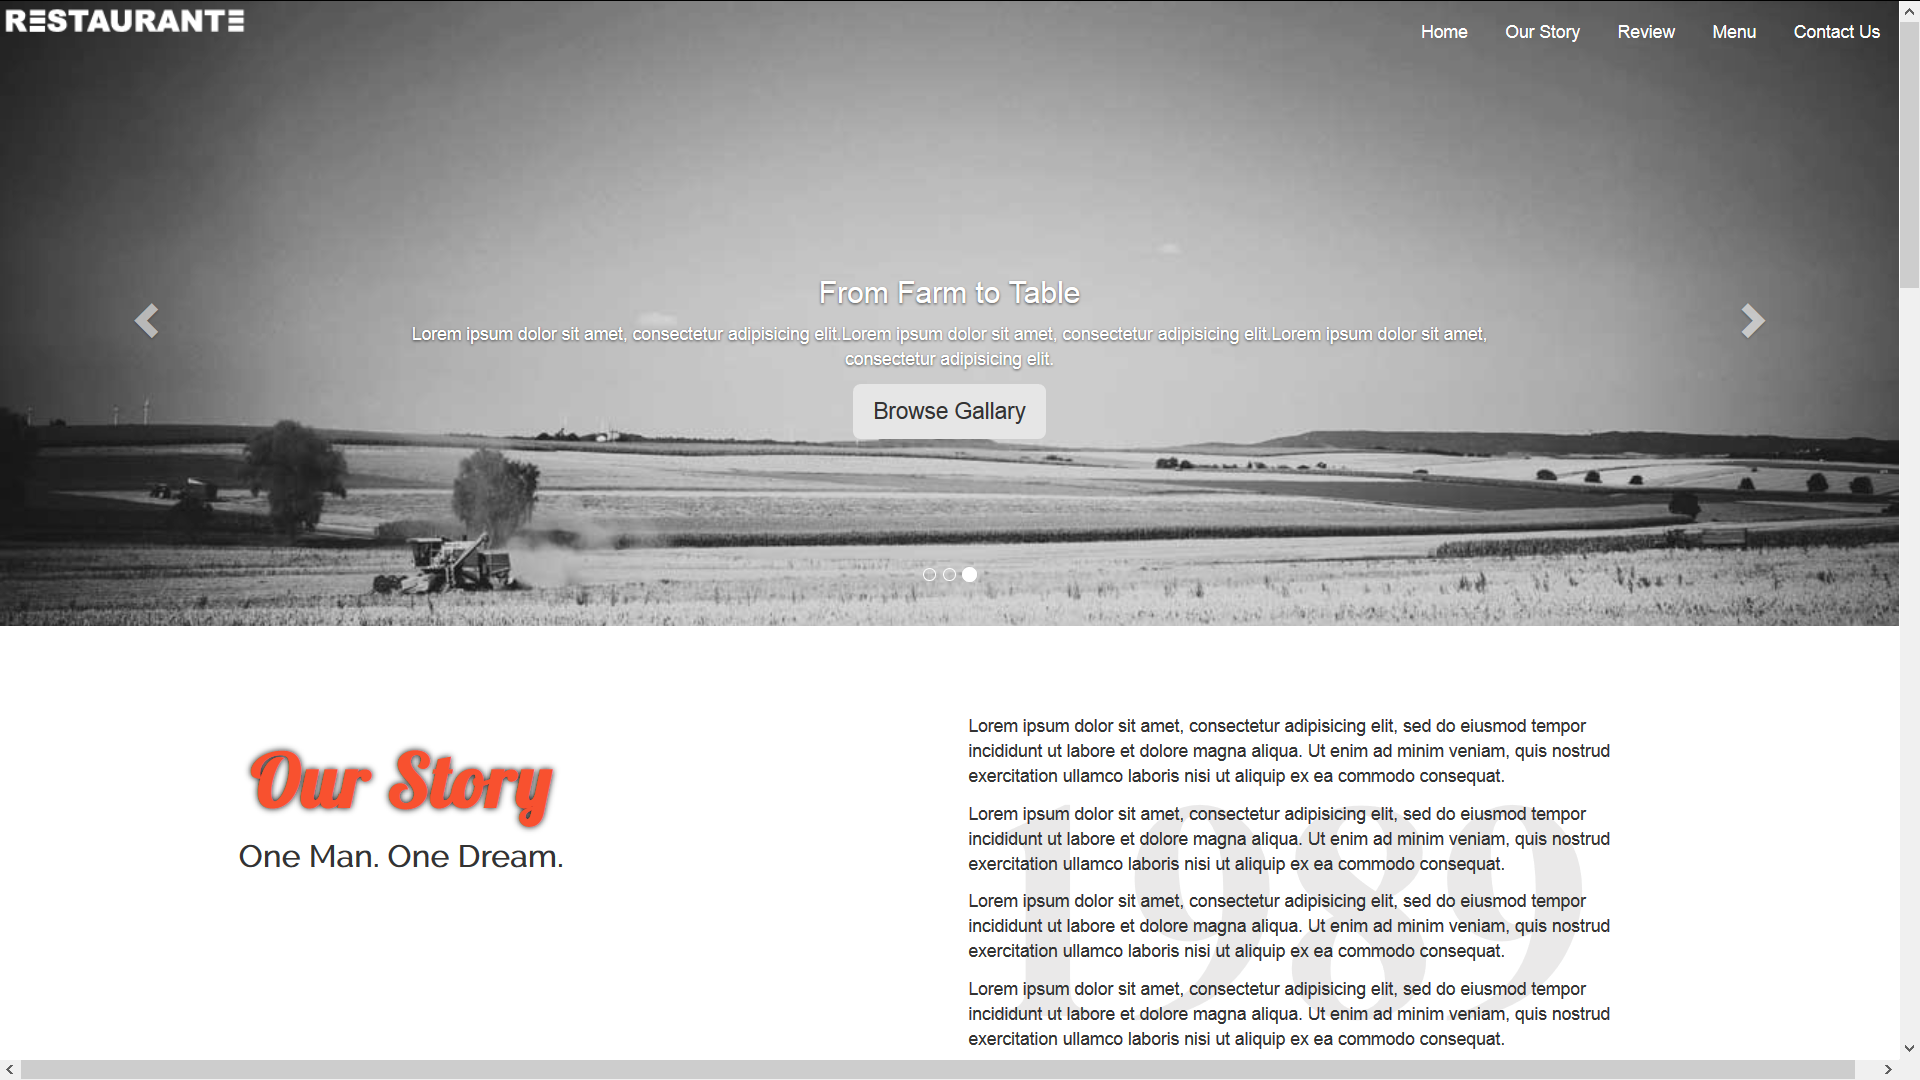 RESTAURANTE
Home Our Story Review Menu Contact Us
From Farm to Table
Lorem ipsum dolor sit amet, consectetur adipisicing elit.Lorem ipsum dolor sit amet, consectetur adipisicing elit.Lorem ipsum dolor sit amet,
consectetur adipisicing elit.
Browse Gallary
Our Story
One Man. One Dream.
Lorem ipsum dolor sit amet, consectetur adipisicing elit, sed do eiusmod tempor
incididunt ut labore et dolore magna aliqua. Ut enim ad minim veniam, quis nostrud
exercitation ullamco laboris nisi ut aliquip ex ea commodo consequat.
Lorem ipsum dolor sit amet, consectetur adipisicing elit, sed do eiusmod tempor
incididunt ut labore et dolore magna aliqua. Ut enim ad minim veniam, quis nostrud
exercitation ullamco laboris nisi ut aliquip ex ea commodo consequat.
1989
Lorem ipsum dolor sit amet, consectetur adipisicing elit, sed do eiusmod tempor
incididunt ut labore et dolore magna aliqua. Ut enim ad minim veniam, quis nostrud
exercitation ullamco laboris nisi ut aliquip ex ea commodo consequat.
Lorem ipsum dolor sit amet, consectetur adipisicing elit, sed do eiusmod tempor
incididunt ut labore et dolore magna aliqua. Ut enim ad minim veniam, quis nostrud
exercitation ullamco laboris nisi ut aliquip ex ea commodo consequat.